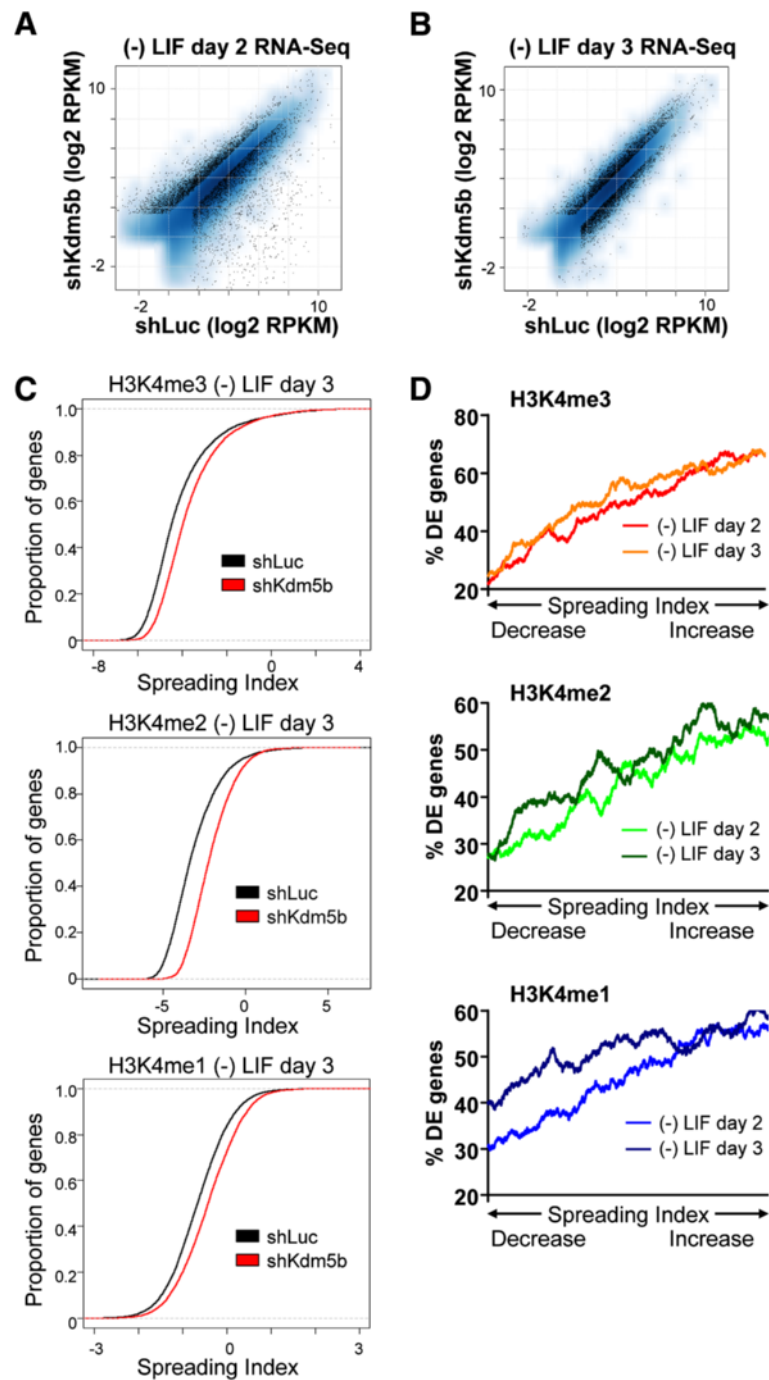 A
(-) LIF day 2 RNA-Seq
shKdm5b (log2 RPKM)
10
-2
-2
10
shLuc (log2 RPKM)
B
(-) LIF day 3 RNA-Seq
shKdm5b (log2 RPKM)
10
-2
-2
10
shLuc (log2 RPKM)
C
H3K4me3 (-) LIF day 3
Proportion of genes
1.0
0.8
0.6
0.4
0.2
0
shLuc
shKdm5b
-8
-4
0
4
Spreading Index
H3K4me2 (-) LIF day 3
Proportion of genes
1.0
0.8
0.6
0.4
0.2
0
shLuc
shKdm5b
-5
0
5
Spreading Index
H3K4me1 (-) LIF day 3
Proportion of genes
1.0
0.8
0.6
0.4
0.2
0
shLuc
shKdm5b
-3
0
3
Spreading Index
D
H3K4me3
% DE genes
80
60
40
20
(-) LIF day 2
(-) LIF day 3
Spreading Index
Decrease
Increase
H3K4me2
% DE genes
60
50
40
30
20
(-) LIF day 2
(-) LIF day 3
Spreading Index
Decrease
Increase
H3K4me1
% DE genes
60
50
40
30
20
(-) LIF day 2
(-) LIF day 3
Spreading Index
Decrease
Increase